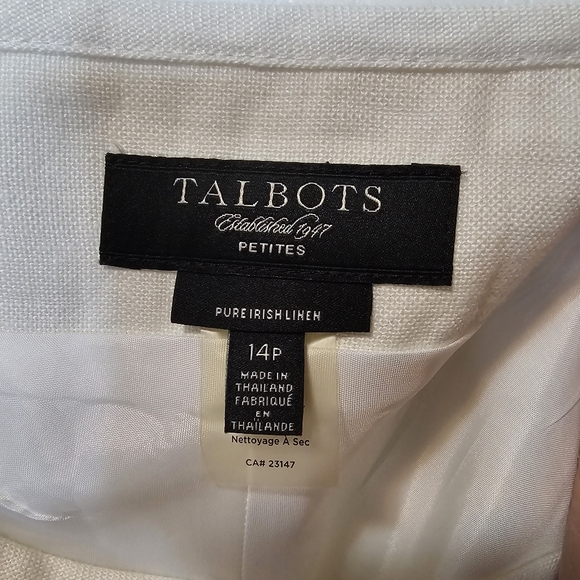 TALBOTS
Established 1947
PETITES
PURE IRISH LINEN
14P
MADE IN
THAILAND
FABRIQUÉ
EN
THAÏLANDE
Nettoyage À Sec
CA# 23147